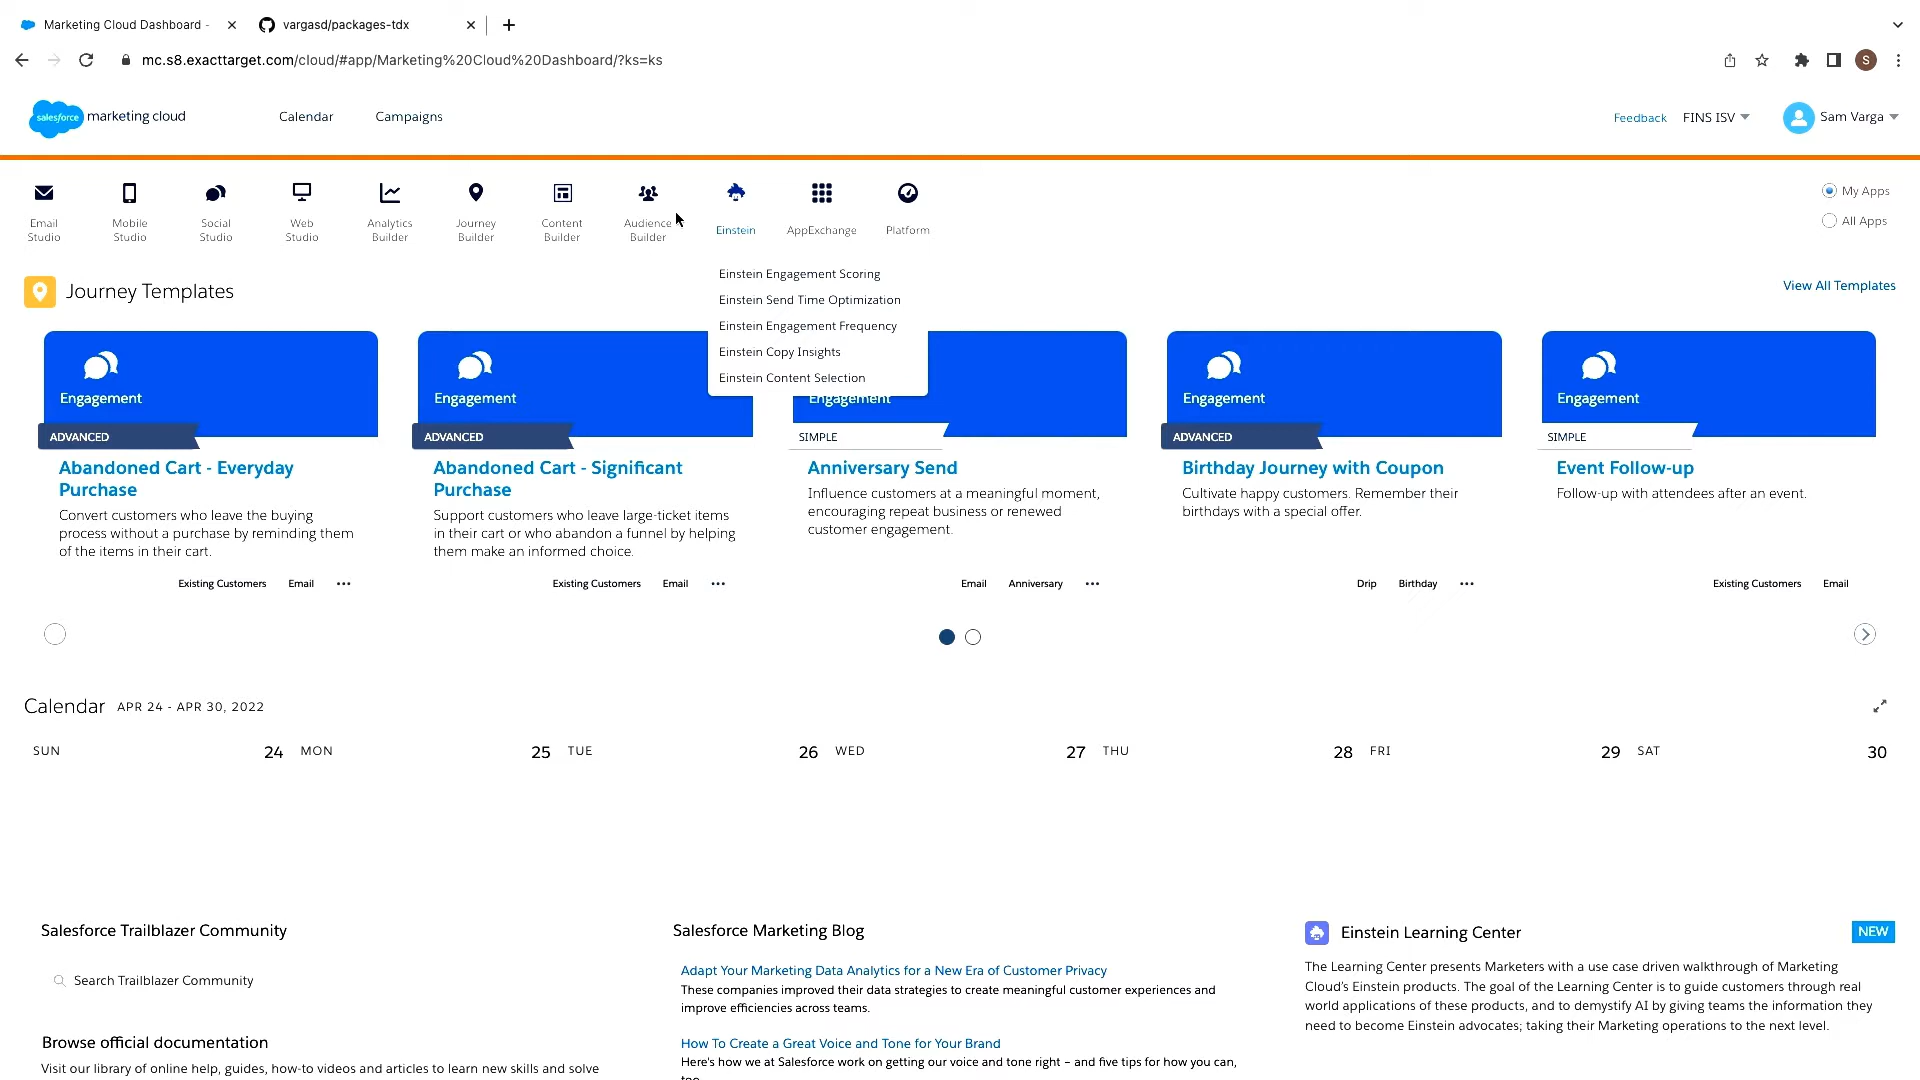 Marketing Cloud Dashboard -
vargasd/packages-tdx
mc.s8.exacttarget.com/cloud/#app/Marketing%20Cloud%20Dashboard/?ks=ks
S
salesforce marketing cloud
Calendar
Campaigns
Feedback
FINS ISV
Sam Varga
Email Studio
Mobile Studio
Social Studio
Web Studio
Analytics Builder
Journey Builder
Content Builder
Audience Builder
Einstein
AppExchange
Platform
My Apps
All Apps
Einstein Engagement Scoring
Einstein Send Time Optimization
Einstein Engagement Frequency
Einstein Copy Insights
Einstein Content Selection
Journey Templates
View All Templates
Engagement
ADVANCED
Abandoned Cart - Everyday
Purchase
Convert customers who leave the buying
process without a purchase by reminding them
of the items in their cart.
Existing Customers Email •••
Engagement
ADVANCED
Abandoned Cart - Significant
Purchase
Support customers who leave large-ticket items
in their cart or who abandon a funnel by helping
them make an informed choice.
Existing Customers Email •••
Engagement
SIMPLE
Anniversary Send
Influence customers at a meaningful moment,
encouraging repeat business or renewed
customer engagement.
Email Anniversary •••
Engagement
ADVANCED
Birthday Journey with Coupon
Cultivate happy customers. Remember their
birthdays with a special offer.
Drip Birthday •••
Engagement
SIMPLE
Event Follow-up
Follow-up with attendees after an event.
Existing Customers Email
Calendar APR 24 - APR 30, 2022
SUN 24 MON 25 TUE 26 WED 27 THU 28 FRI 29 SAT 30
Salesforce Trailblazer Community
Search Trailblazer Community
Browse official documentation
Visit our library of online help, guides, how-to videos and articles to learn new skills and solve
Salesforce Marketing Blog
Adapt Your Marketing Data Analytics for a New Era of Customer Privacy
These companies improved their data strategies to create meaningful customer experiences and
improve efficiencies across teams.
How To Create a Great Voice and Tone for Your Brand
Here's how we at Salesforce work on getting our voice and tone right – and five tips for how you can,
too.
Einstein Learning Center
NEW
The Learning Center presents Marketers with a use case driven walkthrough of Marketing
Cloud's Einstein products. The goal of the Learning Center is to guide customers through real
world applications of these products, and to demystify AI by giving teams the information they
need to become Einstein advocates; taking their Marketing operations to the next level.